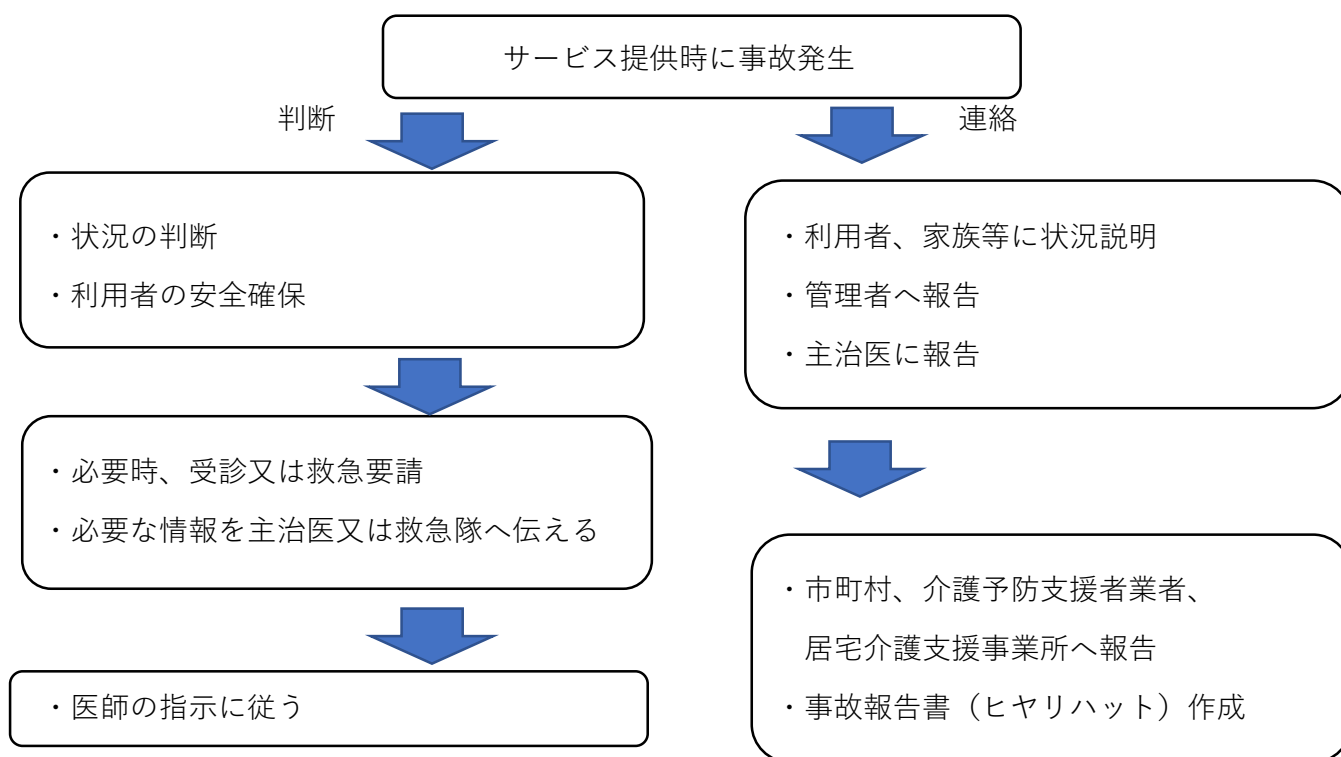 サービス提供時に事故発生
判断
連絡
・状況の判断
・利用者の安全確保
・必要時、受診又は救急要請
・必要な情報を主治医又は救急隊へ伝える
・医師の指示に従う
・利用者、家族等に状況説明
・管理者へ報告
・主治医に報告
・市町村、介護予防支援者業者、
居宅介護支援事業所へ報告
・事故報告書（ヒヤリハット）作成